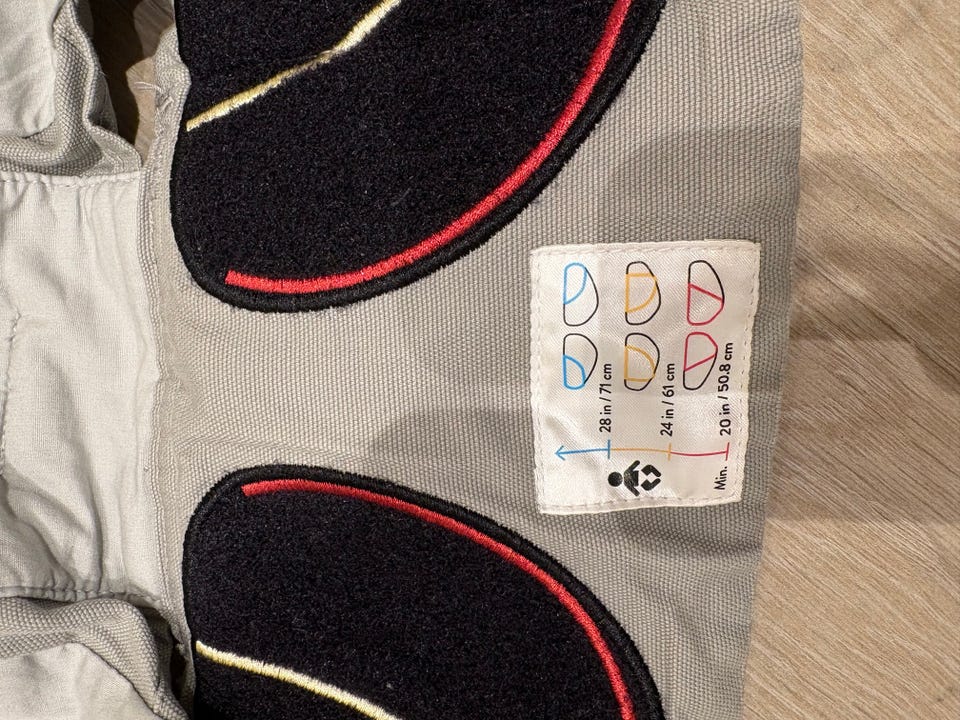 28 in / 71 cm
24 in / 61 cm
Min. 20 in / 50.8 cm